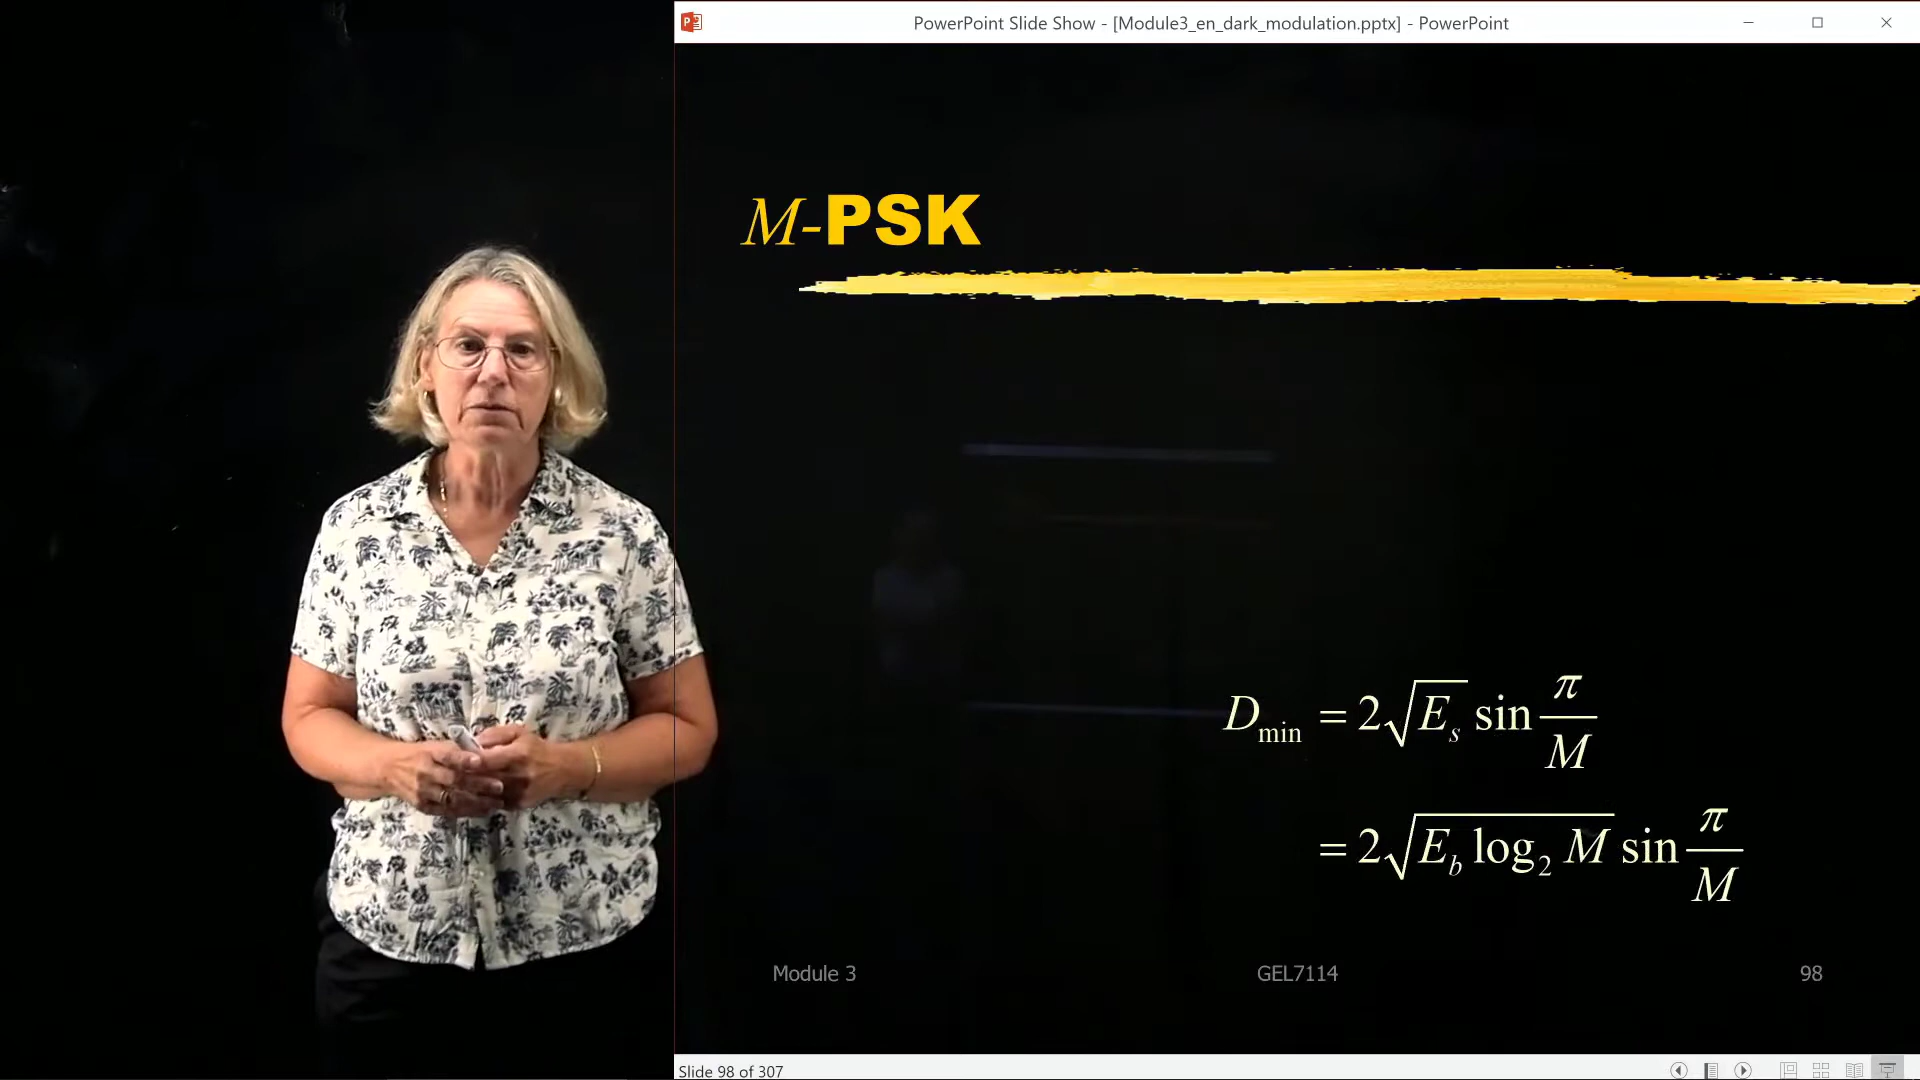 PowerPoint Slide Show - [Module3_en_dark_modulation.pptx] - PowerPoint
M-PSK
D_min = 2√E_s sin π/M
= 2√(E_b log_2 M) sin π/M
Module 3 GEL7114 98
Slide 98 of 307